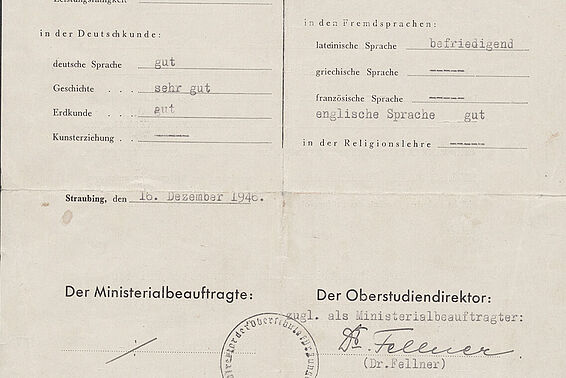 in der Deutschkunde:
deutsche Sprache gut
Geschichte . . . sehr gut
Erdkunde . . . gut
Kunsterziehung . . -----
in den Fremdsprachen:
lateinische Sprache befriedigend
griechische Sprache -----
französische Sprache -----
englische Sprache gut
in der Religionslehre -----
Straubing, den 16. Dezember 1946.
Der Ministerialbeauftragte:
Der Oberstudiendirektor:
zugl. als Ministerialbeauftragter:
Dr. Fellner
(Dr.Fellner)